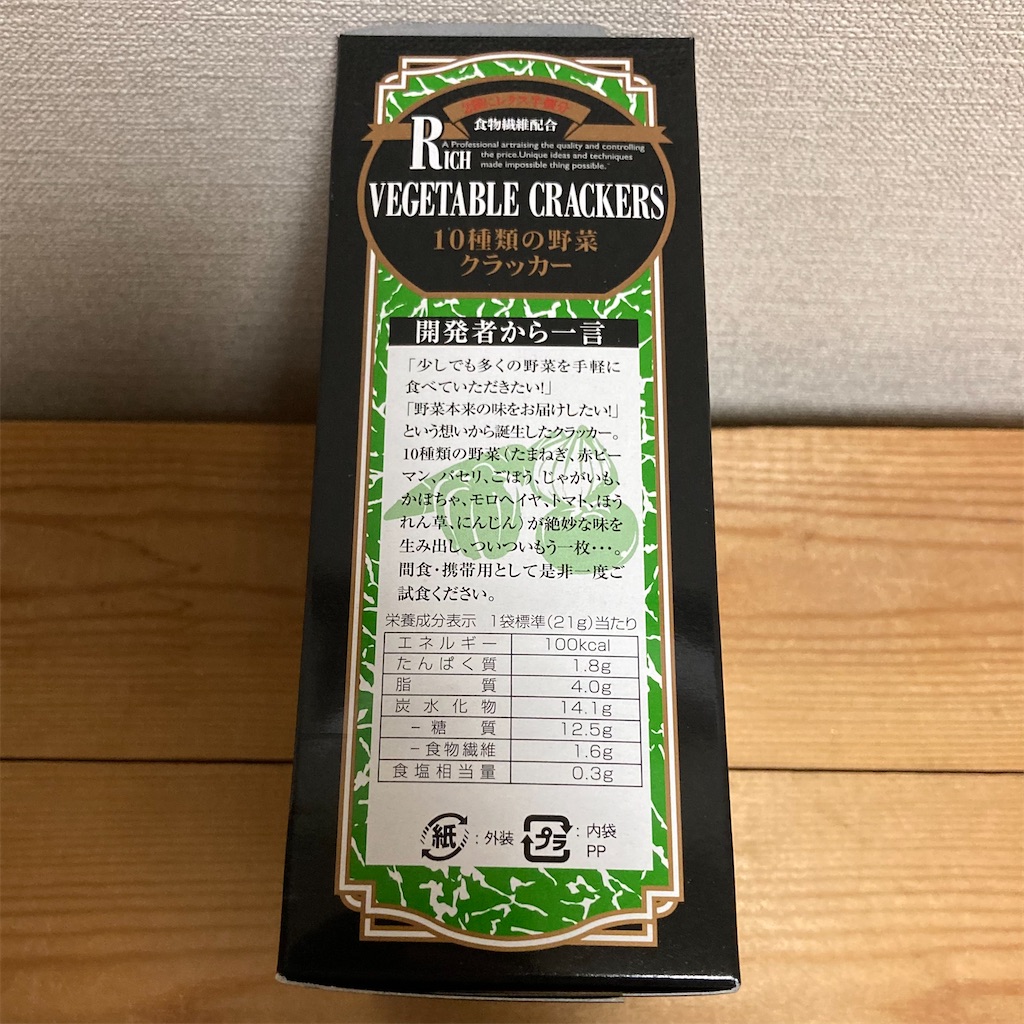 食物繊維配合
RICH
A Professional artraising the quality and controlling
the price.Unique ideas and techniques
made impossible thing possible.
VEGETABLE CRACKERS
10種類の野菜
クラッカー
開発者から一言
「少しでも多くの野菜を手軽に
食べていただきたい!」
「野菜本来の味をお届けしたい!」
という想いから誕生したクラッカー。
10種類の野菜(たまねぎ、赤ピー
マン、パセリ、ごぼう、じゃがいも、
かぼちゃ、モロヘイヤ、トマト、ほう
れん草、にんじん)が絶妙な味を
生み出し、ついついもう一枚・・・。
間食・携帯用として是非一度ご
試食ください。
栄養成分表示 1袋標準(21g)当たり
エネルギー 100kcal
たんぱく質 1.8g
脂質 4.0g
炭水化物 14.1g
-糖質 12.5g
-食物繊維 1.6g
食塩相当量 0.3g
紙:外装 プラ:内袋
PP